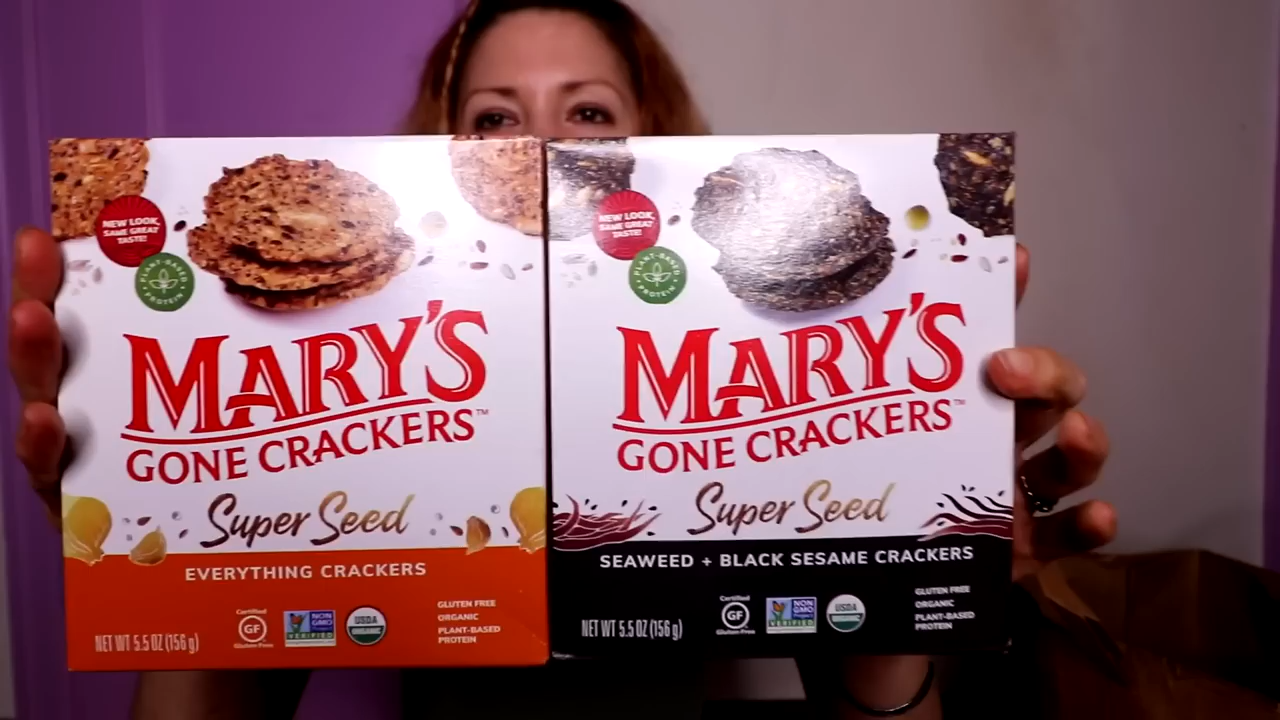 NEW LOOK,
SAME GREAT
TASTE!
PLANT-BASED
PROTEIN
MARY'S
GONE CRACKERS™
Super Seed
EVERYTHING CRACKERS
NET WT 5.5 OZ (156 g)
Certified
GF
Gluten-Free
NON
GMO
Project
VERIFIED
USDA
ORGANIC
GLUTEN FREE
ORGANIC
PLANT-BASED
PROTEIN
NEW LOOK,
SAME GREAT
TASTE!
PLANT-BASED
PROTEIN
MARY'S
GONE CRACKERS™
Super Seed
SEAWEED + BLACK SESAME CRACKERS
NET WT 5.5 OZ (156 g)
Certified
GF
Gluten-Free
NON
GMO
Project
VERIFIED
USDA
ORGANIC
GLUTEN FREE
ORGANIC
PLANT-BASED
PROTEIN